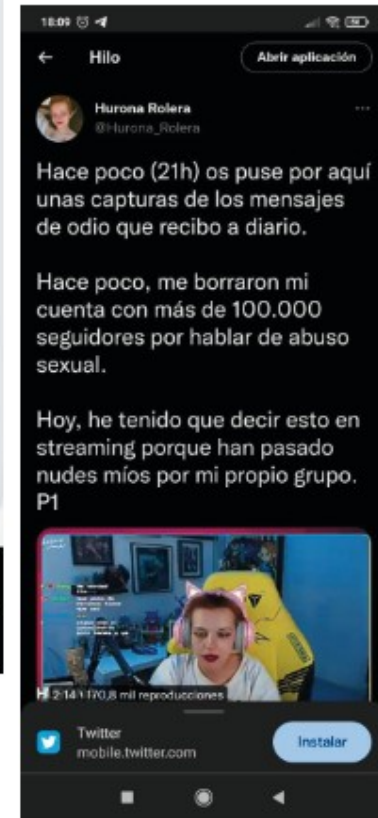 18:09
Hilo
Abrir aplicación
Hurona Rolera
@Hurona_Rolera
Hace poco (21h) os puse por aquí
unas capturas de los mensajes
de odio que recibo a diario.
Hace poco, me borraron mi
cuenta con más de 100.000
seguidores por hablar de abuso
sexual.
Hoy, he tenido que decir esto en
streaming porque han pasado
nudes míos por mi propio grupo.
P1
2:14
170,8 mil reproducciones
Twitter
mobile.twitter.com
Instalar